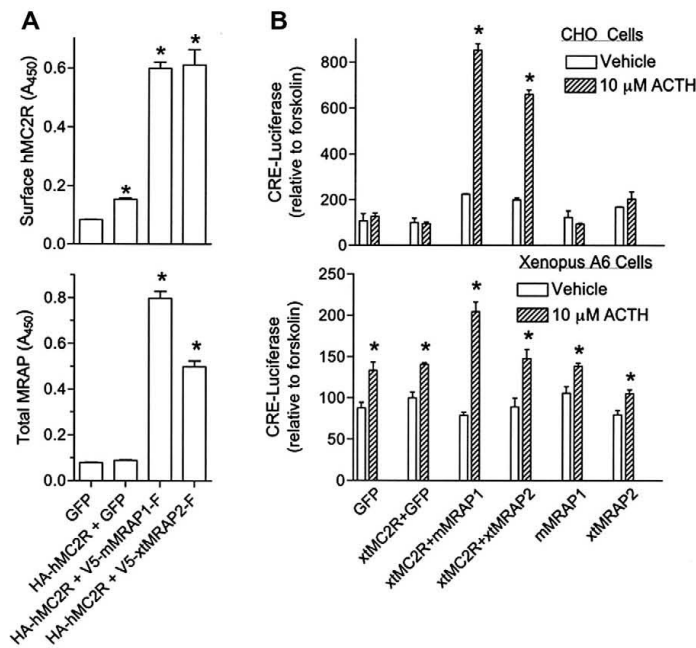 A
Surface hMC2R (A450)
0.6
0.4
0.2
0.0
Total MRAP (A450)
0.8
0.6
0.4
0.2
0.0
*
*
*
*
*
GFP
HA-hMC2R + GFP
HA-hMC2R + V5-mMRAP1-F
HA-hMC2R + V5-xtMRAP2-F
B
CHO Cells
Vehicle
10 μM ACTH
CRE-Luciferase
(relative to forskolin)
800
600
400
200
0
*
*
Xenopus A6 Cells
Vehicle
10 μM ACTH
CRE-Luciferase
(relative to forskolin)
250
200
150
100
50
0
*
*
*
*
*
*
GFP
xtMC2R+GFP
xtMC2R+mMRAP1
xtMC2R+xtMRAP2
mMRAP1
xtMRAP2